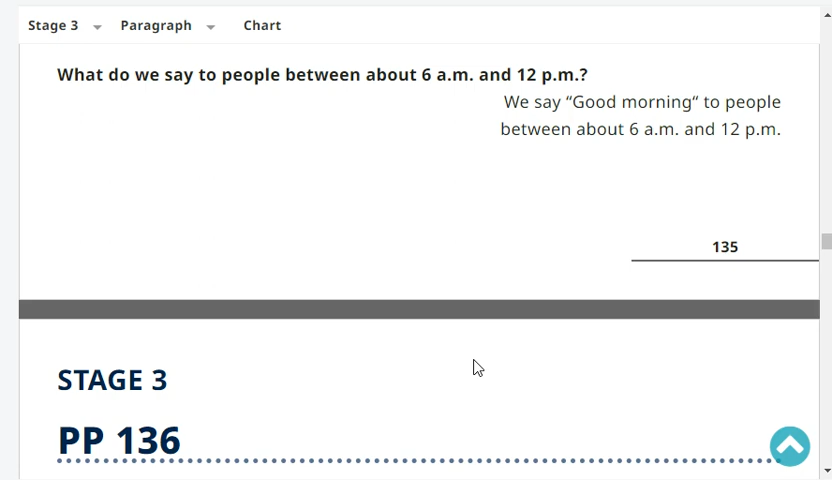 Stage 3 Paragraph Chart
What do we say to people between about 6 a.m. and 12 p.m.?
We say “Good morning“ to people
between about 6 a.m. and 12 p.m.
135
STAGE 3
PP 136